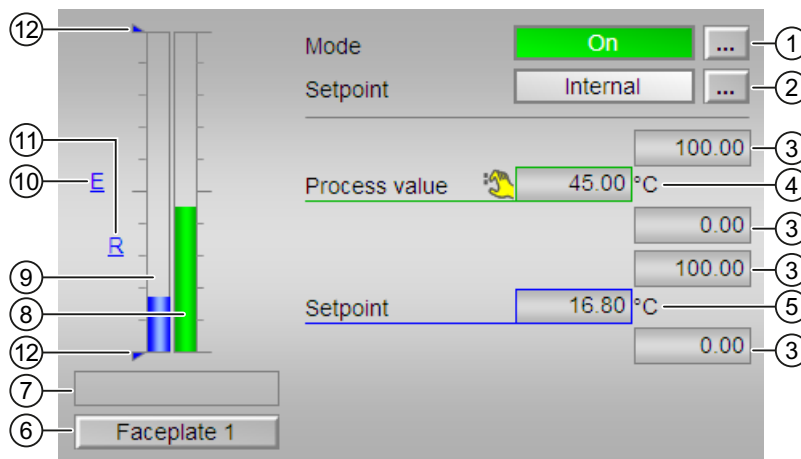 12
Mode On ... 1
Setpoint Internal ... 2
11
100.00 3
10 E Process value 45.00 °C 4
R
0.00 3
9
100.00 3
8 Setpoint 16.80 °C 5
12
0.00 3
7
6 Faceplate 1